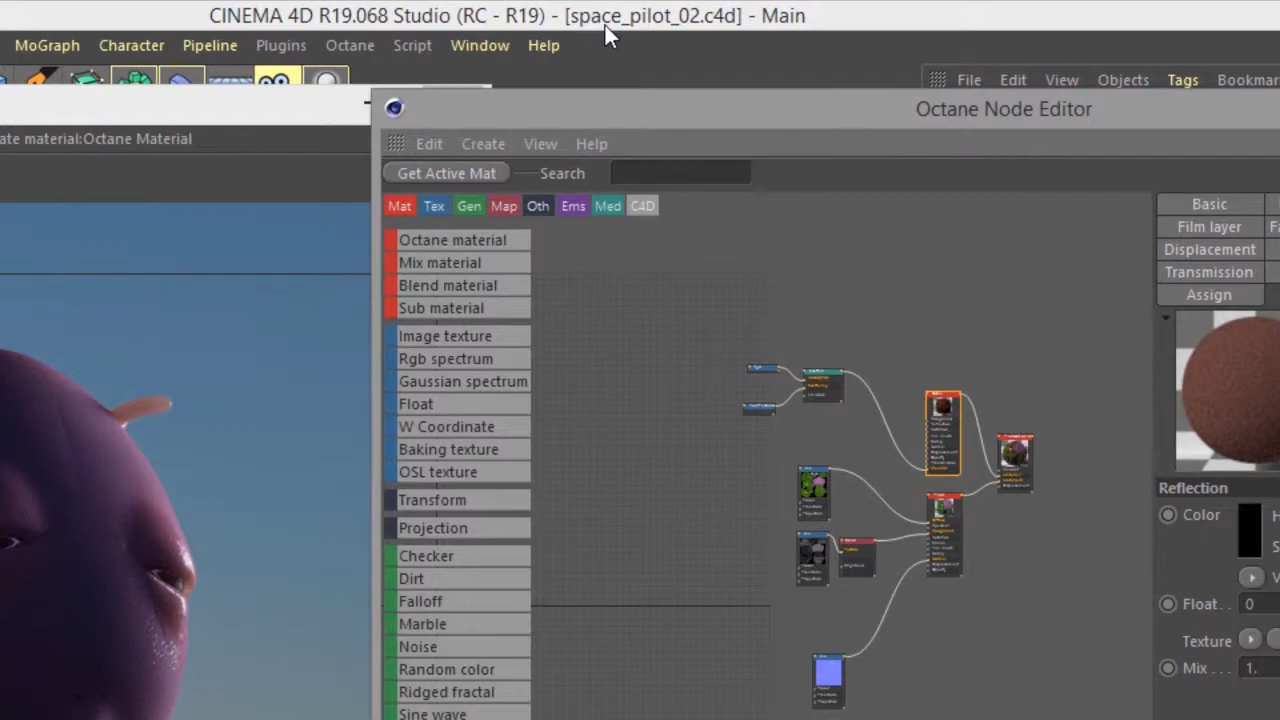 CINEMA 4D R19.068 Studio (RC - R19) - [space_pilot_02.c4d] - Main
MoGraph Character Pipeline Plugins Octane Script Window Help
File Edit View Objects Tags Bookmar
Octane Node Editor
ate material:Octane Material
Edit Create View Help
Get Active Mat Search
Mat Tex Gen Map Oth Ems Med C4D
Octane material
Mix material
Blend material
Sub material
Image texture
Rgb spectrum
Gaussian spectrum
Float
W Coordinate
Baking texture
OSL texture
Transform
Projection
Checker
Dirt
Falloff
Marble
Noise
Random color
Ridged fractal
Sine wave
Basic
Film layer
Displacement
Transmission
Assign
Reflection
Color
Float . . 0
Texture
Mix . . . 1.